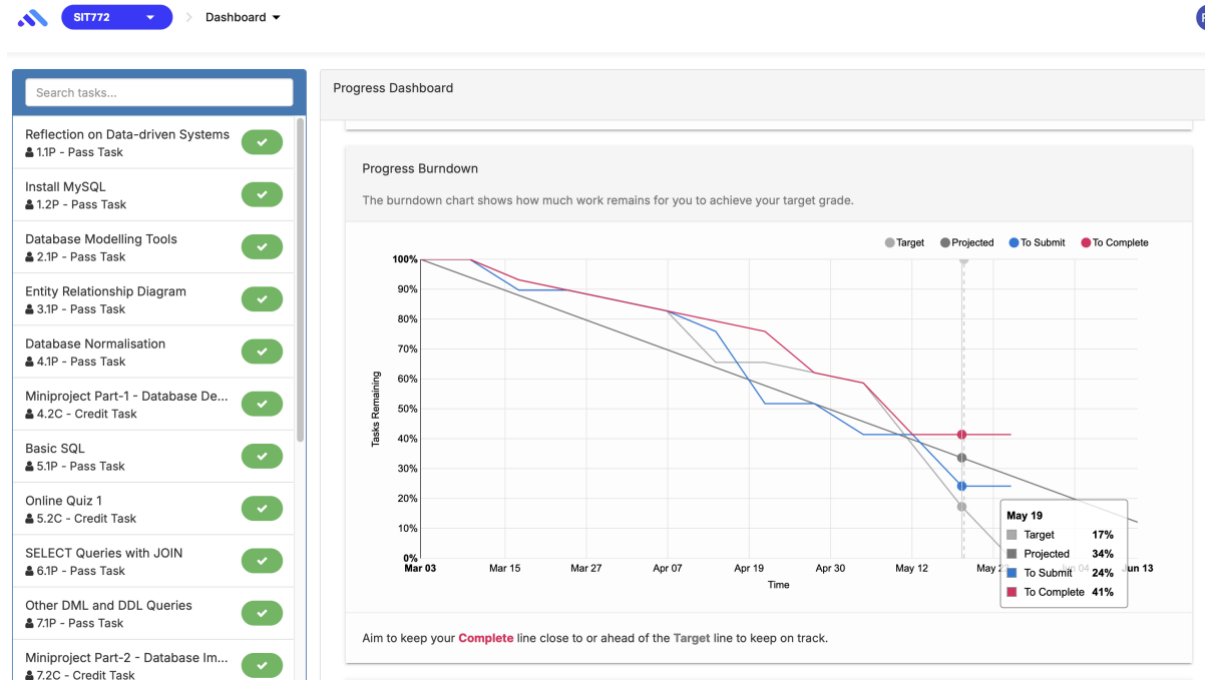 SIT772
Dashboard
Search tasks...
Reflection on Data-driven Systems
1.1P - Pass Task
Install MySQL
1.2P - Pass Task
Database Modelling Tools
2.1P - Pass Task
Entity Relationship Diagram
3.1P - Pass Task
Database Normalisation
4.1P - Pass Task
Miniproject Part-1 - Database De...
4.2C - Credit Task
Basic SQL
5.1P - Pass Task
Online Quiz 1
5.2C - Credit Task
SELECT Queries with JOIN
6.1P - Pass Task
Other DML and DDL Queries
7.1P - Pass Task
Miniproject Part-2 - Database Im...
7.2C - Credit Task
Progress Dashboard
Progress Burndown
The burndown chart shows how much work remains for you to achieve your target grade.
Target Projected To Submit To Complete
100%
90%
80%
70%
60%
50%
40%
30%
20%
10%
0%
Tasks Remaining
Mar 03 Mar 15 Mar 27 Apr 07 Apr 19 Apr 30 May 12 May 04 Jun 13
Time
May 19
Target 17%
Projected 34%
To Submit 24%
To Complete 41%
Aim to keep your Complete line close to or ahead of the Target line to keep on track.